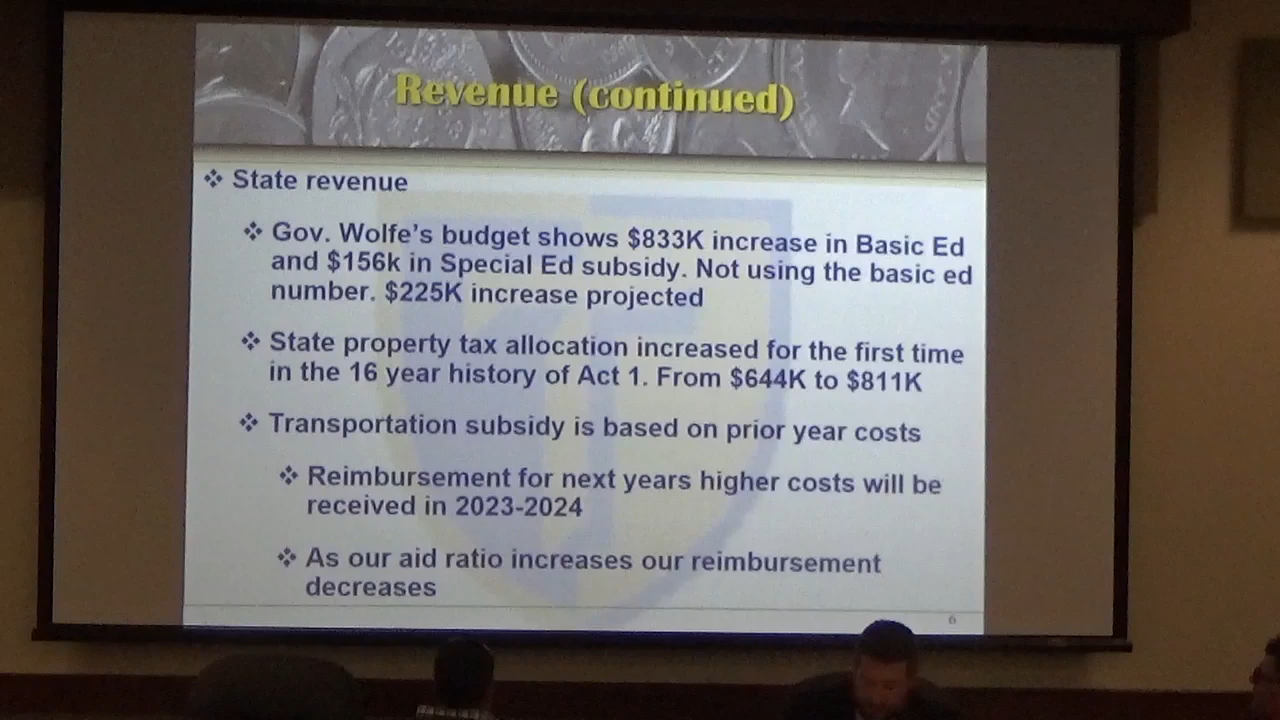 Revenue (continued)
❖ State revenue
❖ Gov. Wolfe's budget shows $833K increase in Basic Ed
and $156k in Special Ed subsidy. Not using the basic ed
number. $225K increase projected
❖ State property tax allocation increased for the first time
in the 16 year history of Act 1. From $644K to $811K
❖ Transportation subsidy is based on prior year costs
❖ Reimbursement for next years higher costs will be
received in 2023-2024
❖ As our aid ratio increases our reimbursement
decreases
6